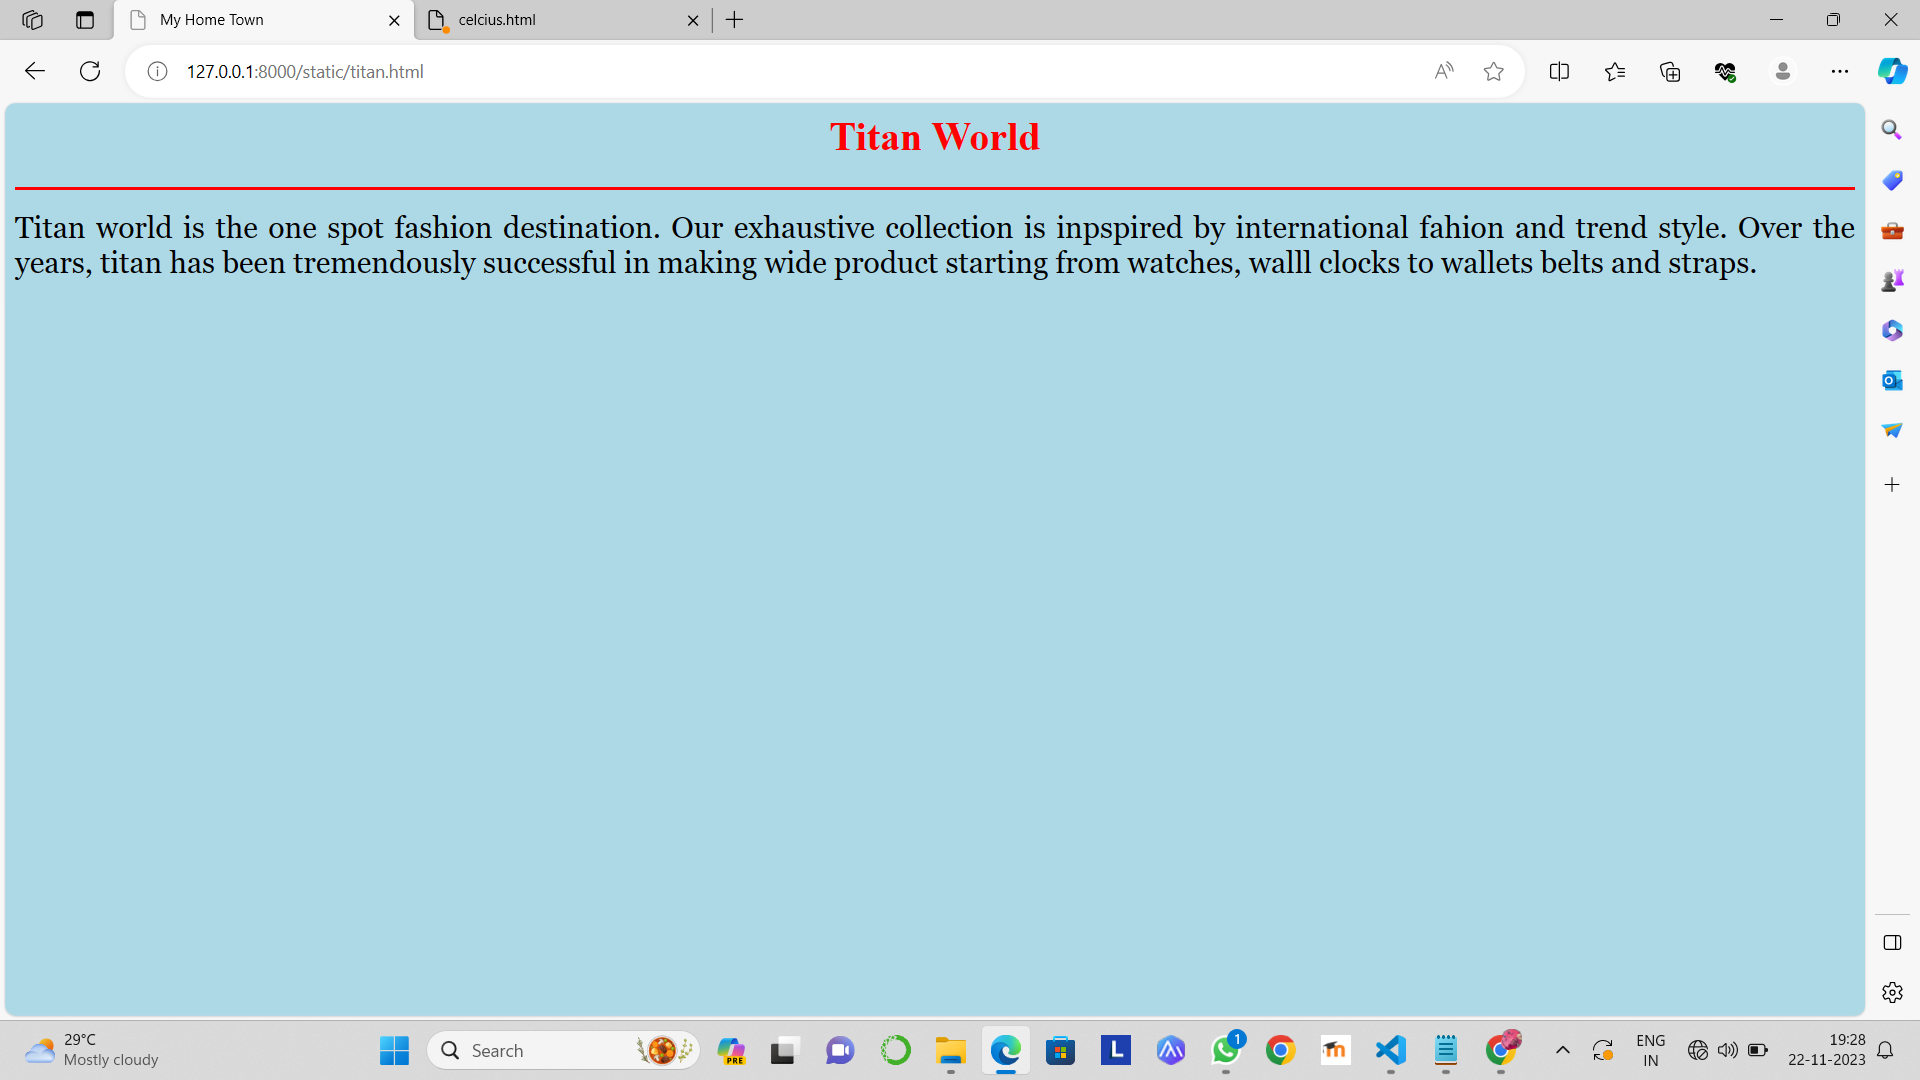 My Home Town
celcius.html
127.0.0.1:8000/static/titan.html
Titan World
Titan world is the one spot fashion destination. Our exhaustive collection is inpspired by international fahion and trend style. Over the
years, titan has been tremendously successful in making wide product starting from watches, walll clocks to wallets belts and straps.
29°C
Mostly cloudy
Search
PRE
L
1
ENG
IN
19:28
22-11-2023